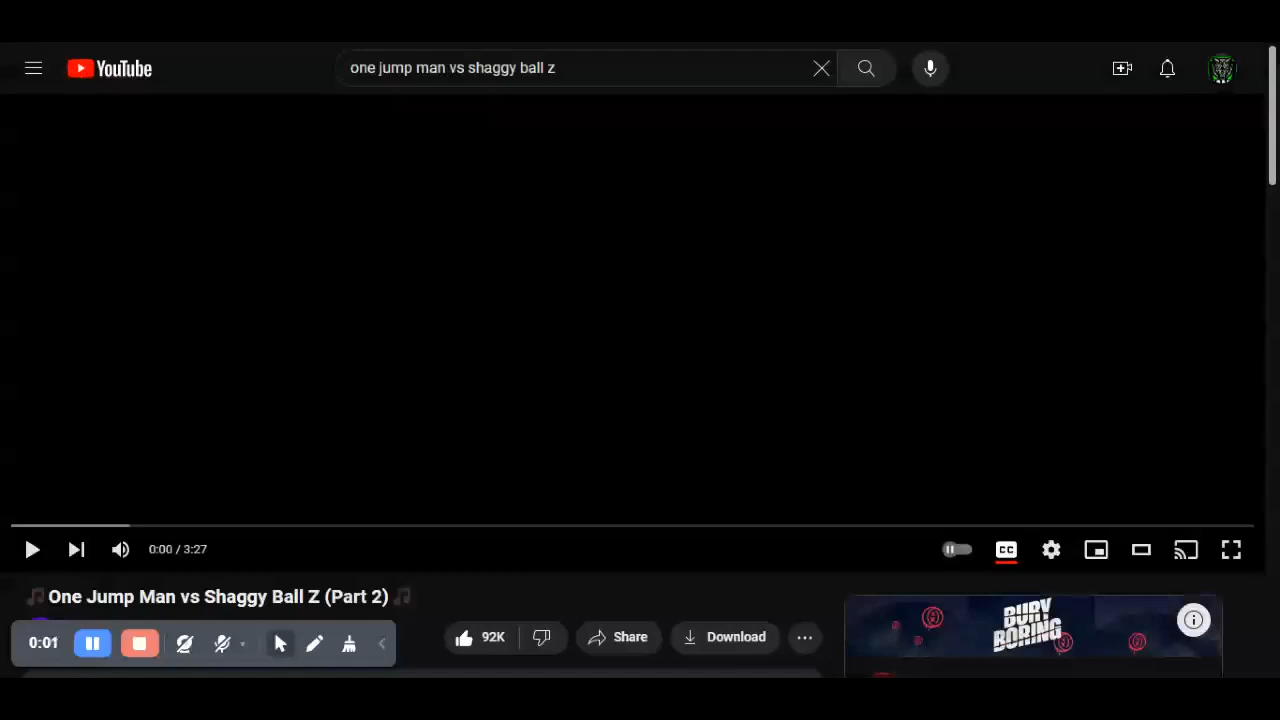 YouTube
one jump man vs shaggy ball z
0:00 / 3:27
CC
🎵One Jump Man vs Shaggy Ball Z (Part 2)🎵
0:01
92K
Share
Download
BURY
BORING